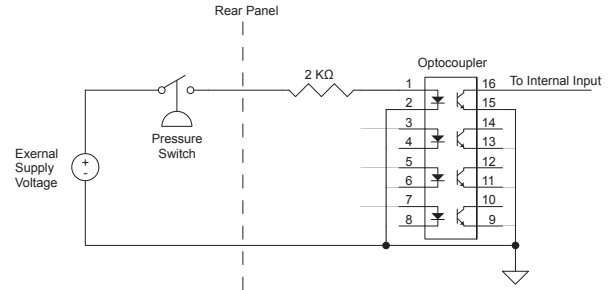 Rear Panel
Optocoupler
2 KΩ
1
16
To Internal Input
2
15
3
14
4
13
5
12
6
11
7
10
8
9
Pressure
Switch
Exernal
Supply
Voltage
+
-